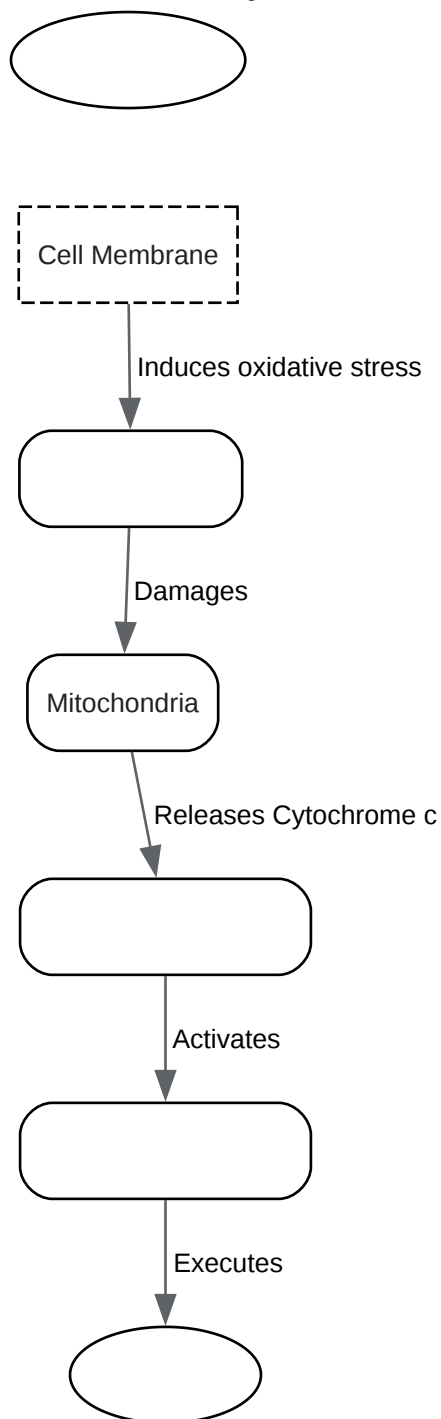 Cell Membrane
Induces oxidative stress
Damages
Mitochondria
Releases Cytochrome c
Activates
Executes